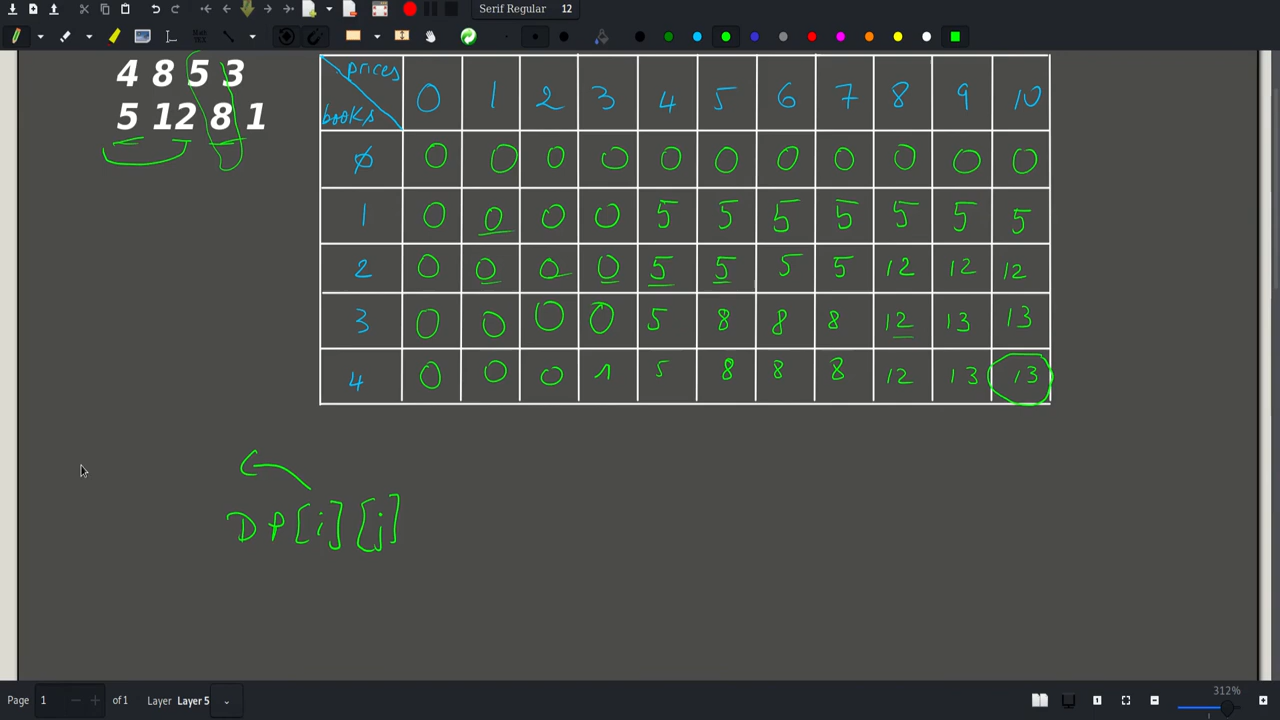 Serif Regular 12
4 8 5 3
5 12 8 1
prices
books
0 1 2 3 4 5 6 7 8 9 10
0 0 0 0 0 0 0 0 0 0 0 0
1 0 0 0 0 5 5 5 5 5 5 5
2 0 0 0 0 5 5 5 5 12 12 12
3 0 0 0 0 5 8 8 8 12 13 13
4 0 0 0 1 5 8 8 8 12 13 13
DP[i][j]
Page 1 of 1 Layer Layer 5
312%